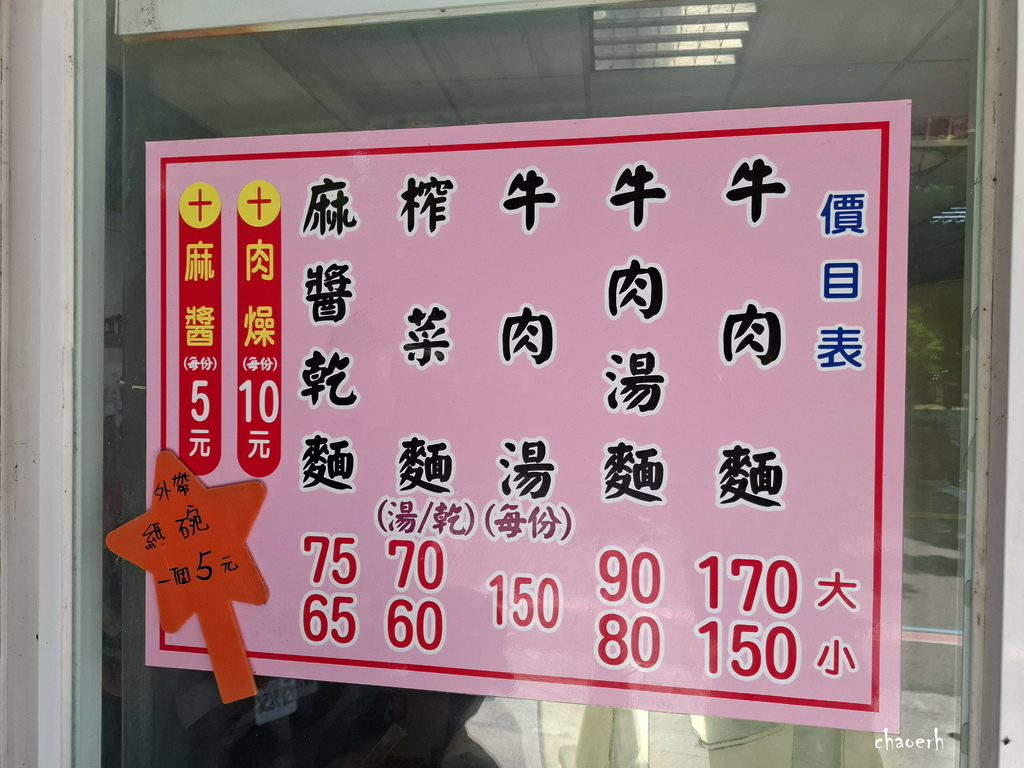 價目表
大
小
牛肉麵
170
150
牛肉湯麵
90
80
牛肉湯
(每份)
150
榨菜麵
(湯/乾)
70
60
麻醬乾麵
75
65
十肉燥
(每份)
10元
十麻醬
(每份)
5元
外帶
紙碗
一個5元
chaoerh